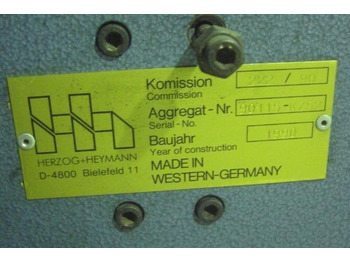 Komission
Commission
Aggregat-Nr.
Serial-No.
Baujahr 1990
Year of construction
HERZOG+HEYMANN
D-4800 Bielefeld 11
MADE IN
WESTERN-GERMANY